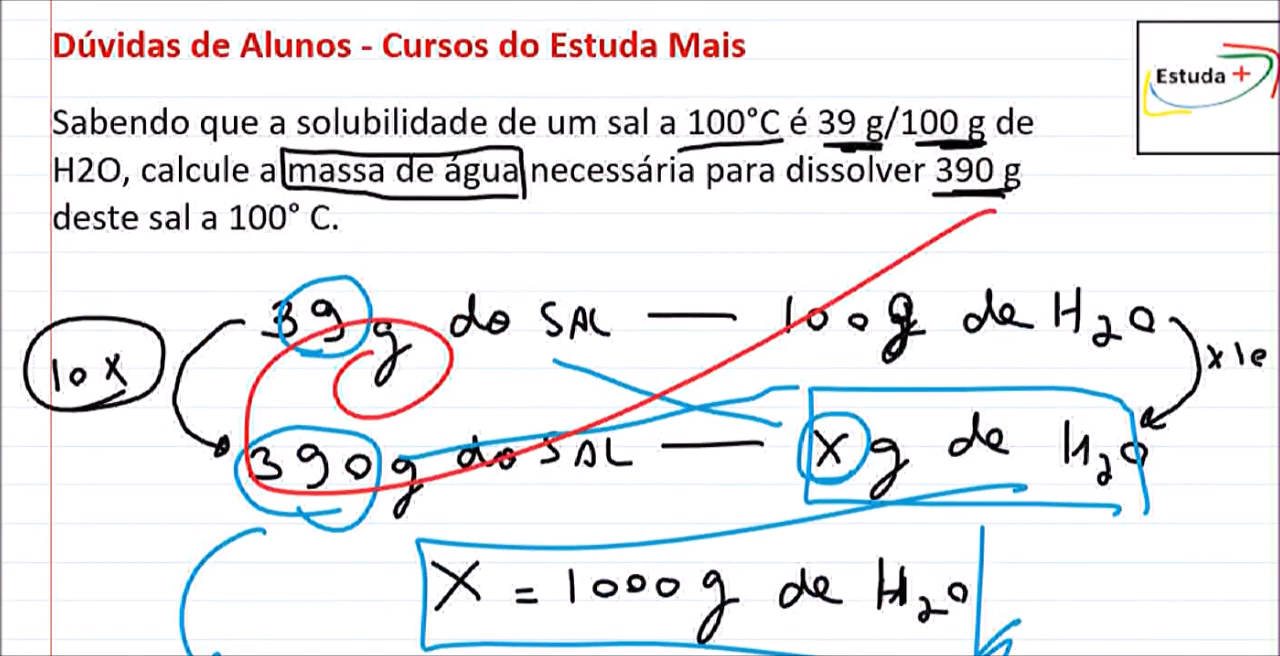 Dúvidas de Alunos - Cursos do Estuda Mais
Estuda +
Sabendo que a solubilidade de um sal a 100°C é 39 g/100 g de
H2O, calcule a massa de água necessária para dissolver 390 g
deste sal a 100° C.
39 g do SAL — 100g de H2O
10 X
x 10
390 g do SAL — X g de H2O
X = 1000 g de H2O